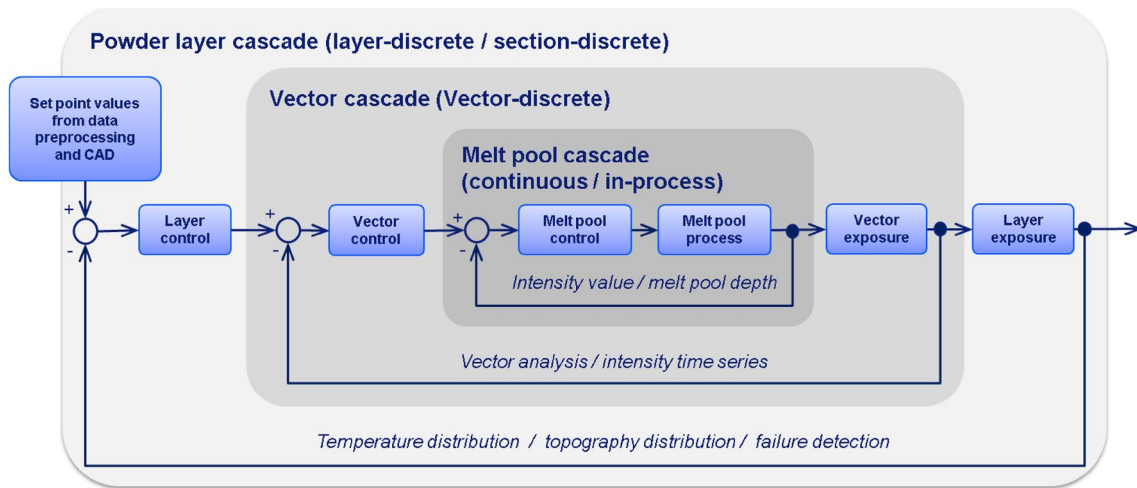 Powder layer cascade (layer-discrete / section-discrete)
Set point values
from data
preprocessing
and CAD
Vector cascade (Vector-discrete)
Melt pool cascade
(continuous / in-process)
+
-
Layer
control
+
-
Vector
control
+
-
Melt pool
control
Melt pool
process
Vector
exposure
Layer
exposure
Intensity value / melt pool depth
Vector analysis / intensity time series
Temperature distribution / topography distribution / failure detection